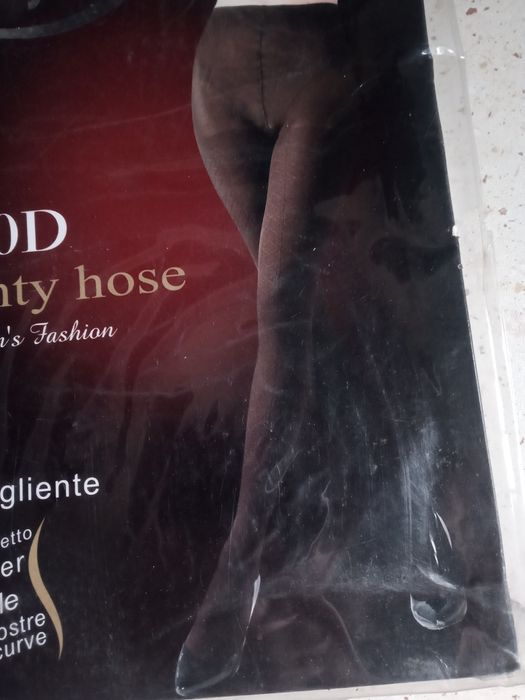 0D
nty hose
n's Fashion
gliente
etto
er
le
ostre
curve